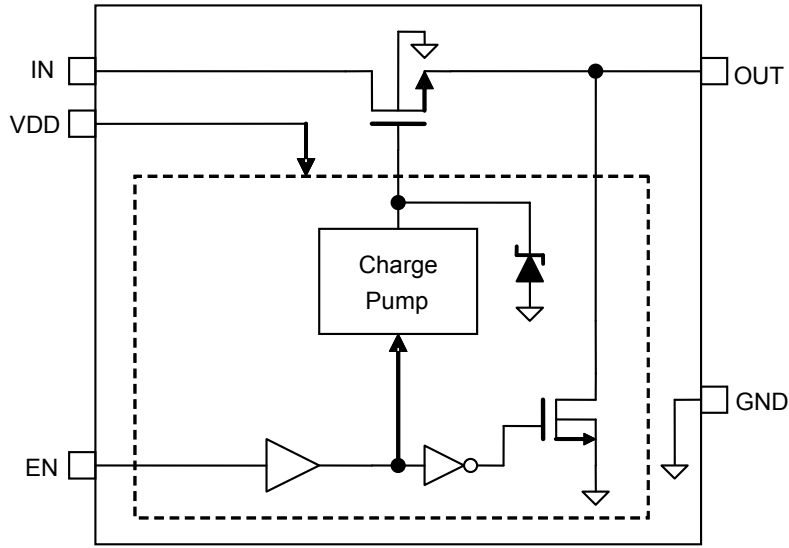 IN
OUT
VDD
Charge
Pump
GND
EN